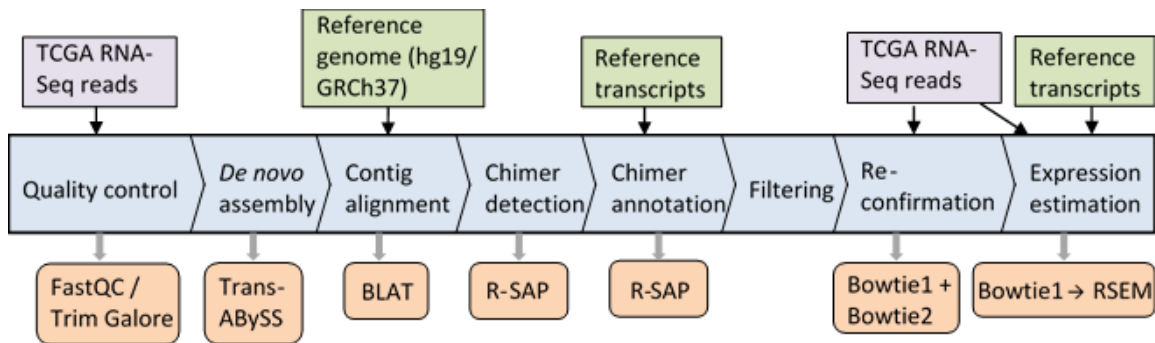 TCGA RNA-
Seq reads
Reference
genome (hg19/
GRCh37)
Reference
transcripts
TCGA RNA-
Seq reads
Reference
transcripts
Quality control
De novo
assembly
Contig
alignment
Chimer
detection
Chimer
annotation
Filtering
Re-
confirmation
Expression
estimation
FastQC /
Trim Galore
Trans-
ABySS
BLAT
R-SAP
R-SAP
Bowtie1 +
Bowtie2
Bowtie1 → RSEM